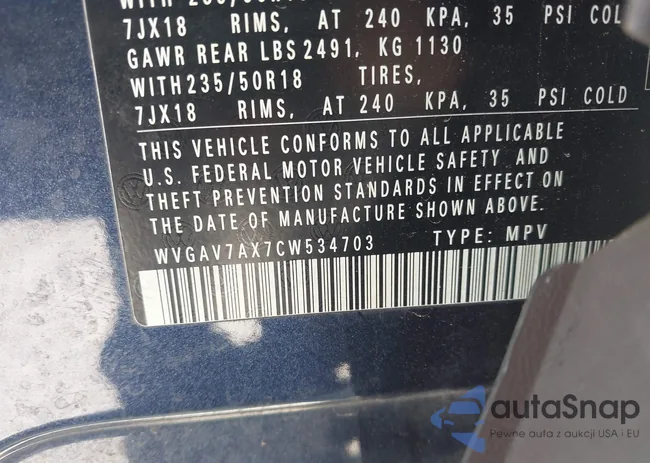 7JX18 RIMS, AT 240 KPA, 35 PSI COL
GAWR REAR LBS 2491, KG 1130
WITH 235/50R18 TIRES,
7JX18 RIMS, AT 240 KPA, 35 PSI COLD
THIS VEHICLE CONFORMS TO ALL APPLICABLE
U.S. FEDERAL MOTOR VEHICLE SAFETY AND
THEFT PREVENTION STANDARDS IN EFFECT ON
THE DATE OF MANUFACTURE SHOWN ABOVE.
WVGAV7AX7CW534703 TYPE: MPV
autaSnap
Pewne auta z aukcji USA i EU